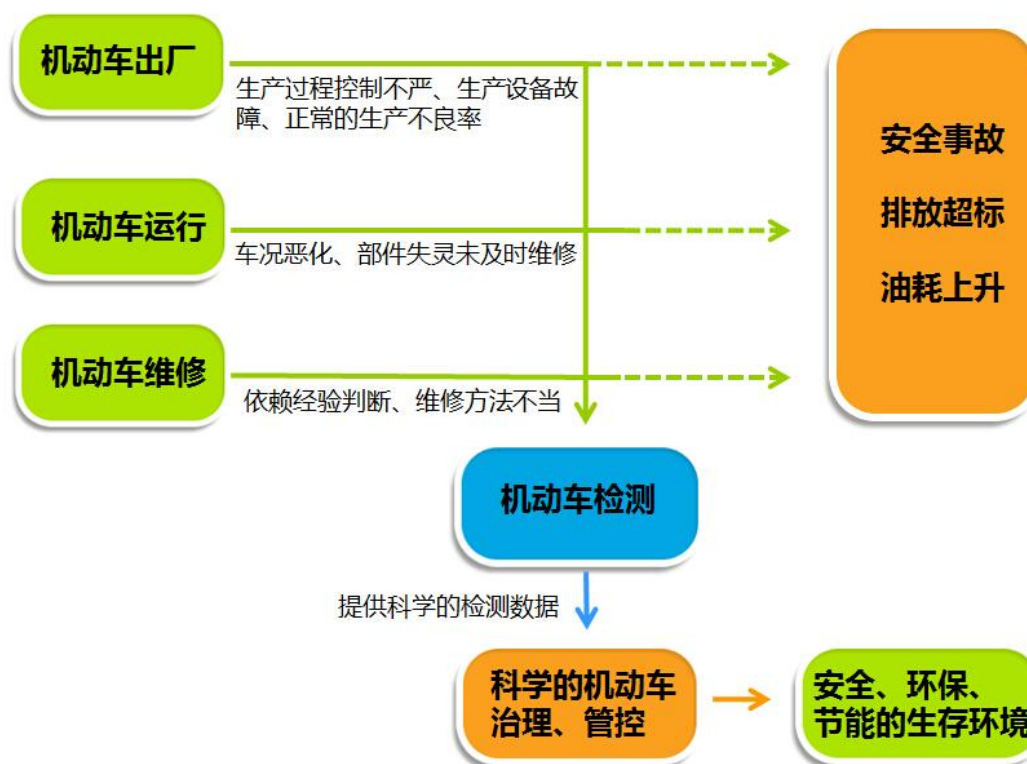 机动车出厂
生产过程控制不严、生产设备故
障、正常的生产不良率
机动车运行
车况恶化、部件失灵未及时维修
机动车维修
依赖经验判断、维修方法不当
安全事故
排放超标
油耗上升
机动车检测
提供科学的检测数据
科学的机动车
治理、管控
安全、环保、
节能的生存环境